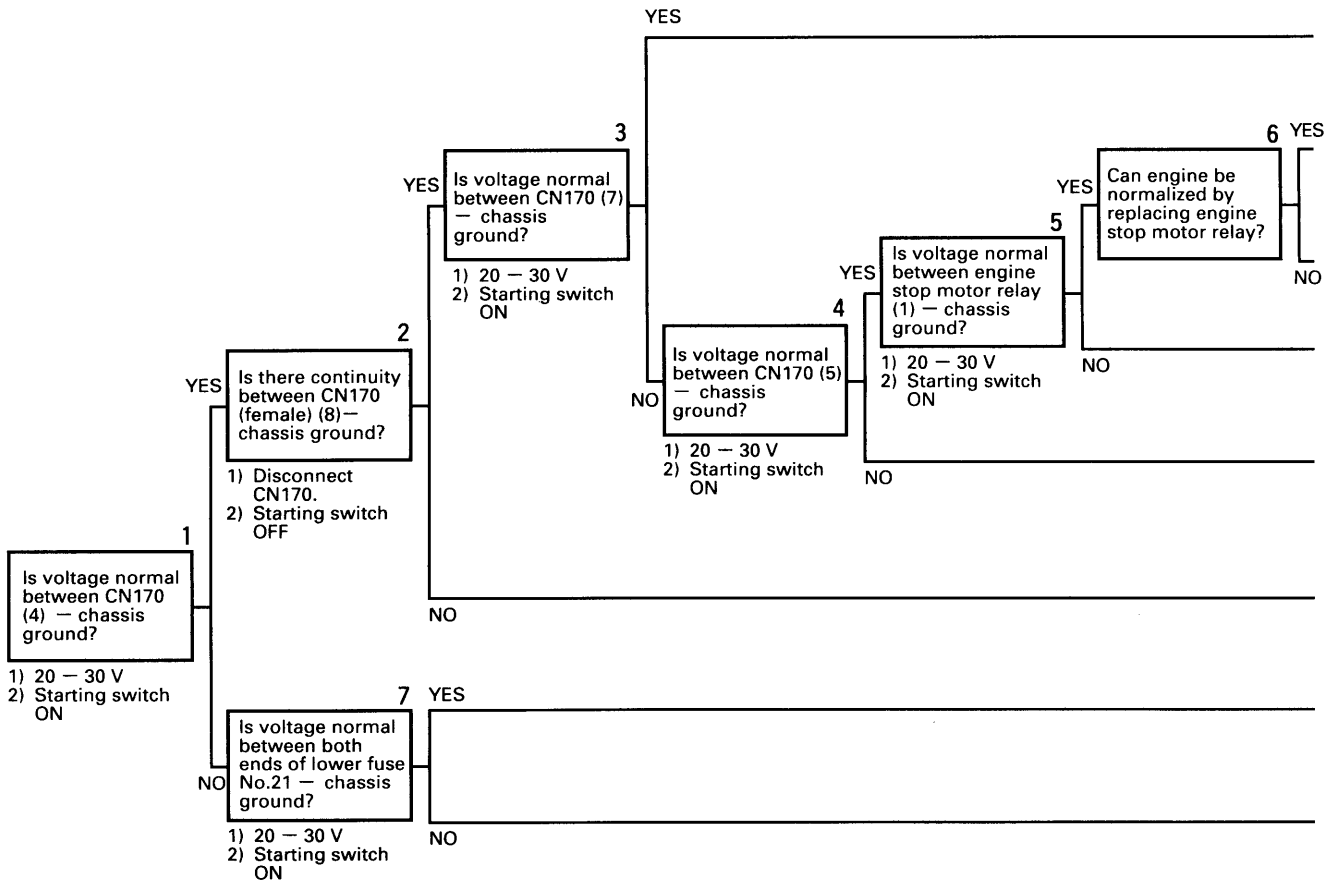 1
Is voltage normal
between CN170
(4) — chassis
ground?
1) 20 — 30 V
2) Starting switch
ON
YES
NO
2
Is there continuity
between CN170
(female) (8)—
chassis ground?
1) Disconnect
CN170.
2) Starting switch
OFF
YES
NO
3
Is voltage normal
between CN170 (7)
— chassis
ground?
1) 20 — 30 V
2) Starting switch
ON
YES
NO
4
Is voltage normal
between CN170 (5)
— chassis
ground?
1) 20 — 30 V
2) Starting switch
ON
YES
NO
5
Is voltage normal
between engine
stop motor relay
(1) — chassis
ground?
1) 20 — 30 V
2) Starting switch
ON
YES
NO
6
Can engine be
normalized by
replacing engine
stop motor relay?
YES
NO
7
Is voltage normal
between both
ends of lower fuse
No.21 — chassis
ground?
1) 20 — 30 V
2) Starting switch
ON
YES
NO